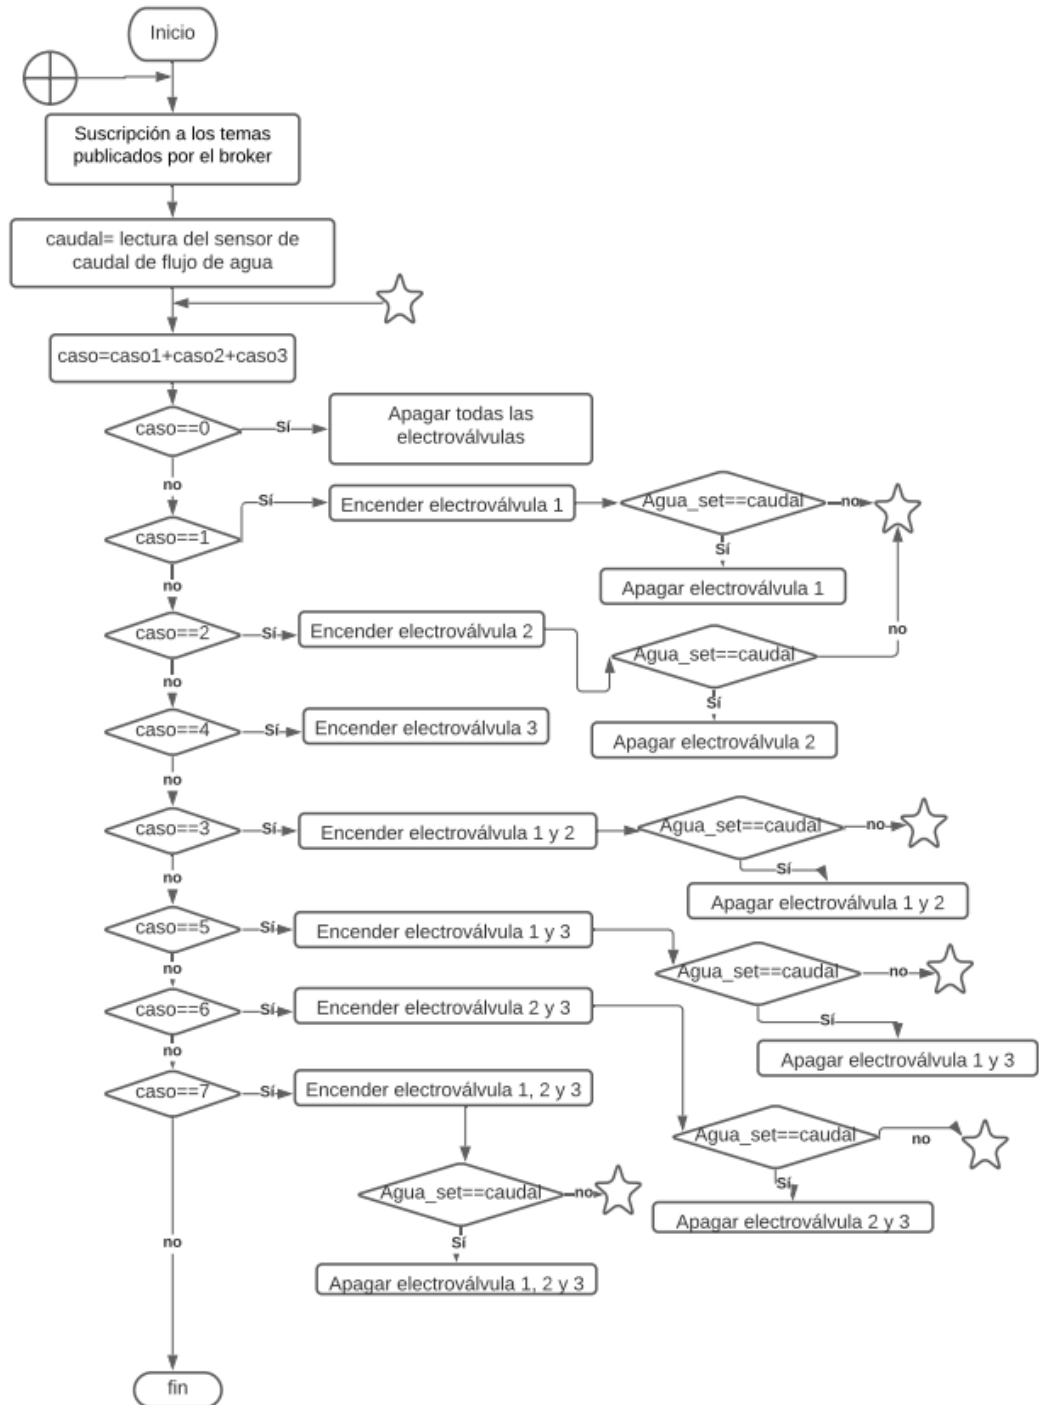 Inicio
Suscripción a los temas
publicados por el broker
caudal= lectura del sensor de
caudal de flujo de agua
caso=caso1+caso2+caso3
caso==0
Sí
Apagar todas las
electroválvulas
no
caso==1
Sí
Encender electroválvula 1
Agua_set==caudal
no
Sí
Apagar electroválvula 1
no
caso==2
Sí
Encender electroválvula 2
Agua_set==caudal
no
Sí
Apagar electroválvula 2
no
caso==4
Sí
Encender electroválvula 3
no
caso==3
Sí
Encender electroválvula 1 y 2
Agua_set==caudal
no
Sí
Apagar electroválvula 1 y 2
no
caso==5
Sí
Encender electroválvula 1 y 3
Agua_set==caudal
no
Sí
Apagar electroválvula 1 y 3
no
caso==6
Sí
Encender electroválvula 2 y 3
Agua_set==caudal
no
Sí
Apagar electroválvula 2 y 3
no
caso==7
Sí
Encender electroválvula 1, 2 y 3
Agua_set==caudal
no
Sí
Apagar electroválvula 1, 2 y 3
no
fin